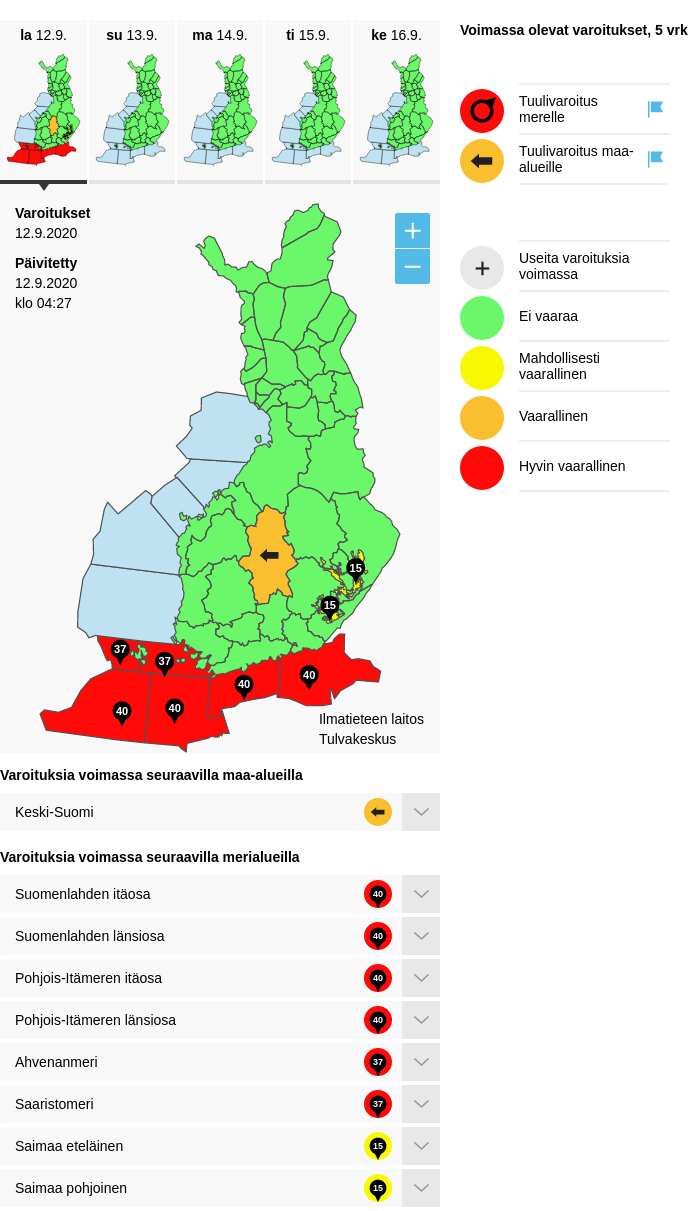 la 12.9.
su 13.9.
ma 14.9.
ti 15.9.
ke 16.9.
Voimassa olevat varoitukset, 5 vrk
Tuulivaroitus
merelle
Tuulivaroitus maa-
alueille
Useita varoituksia
voimassa
Ei vaaraa
Mahdollisesti
vaarallinen
Vaarallinen
Hyvin vaarallinen
Varoitukset
12.9.2020
Päivitetty
12.9.2020
klo 04:27
15
15
37
37
40
40
40
40
Ilmatieteen laitos
Tulvakeskus
Varoituksia voimassa seuraavilla maa-alueilla
Keski-Suomi
Varoituksia voimassa seuraavilla merialueilla
Suomenlahden itäosa 40
Suomenlahden länsiosa 40
Pohjois-Itämeren itäosa 40
Pohjois-Itämeren länsiosa 40
Ahvenanmeri 37
Saaristomeri 37
Saimaa eteläinen 15
Saimaa pohjoinen 15